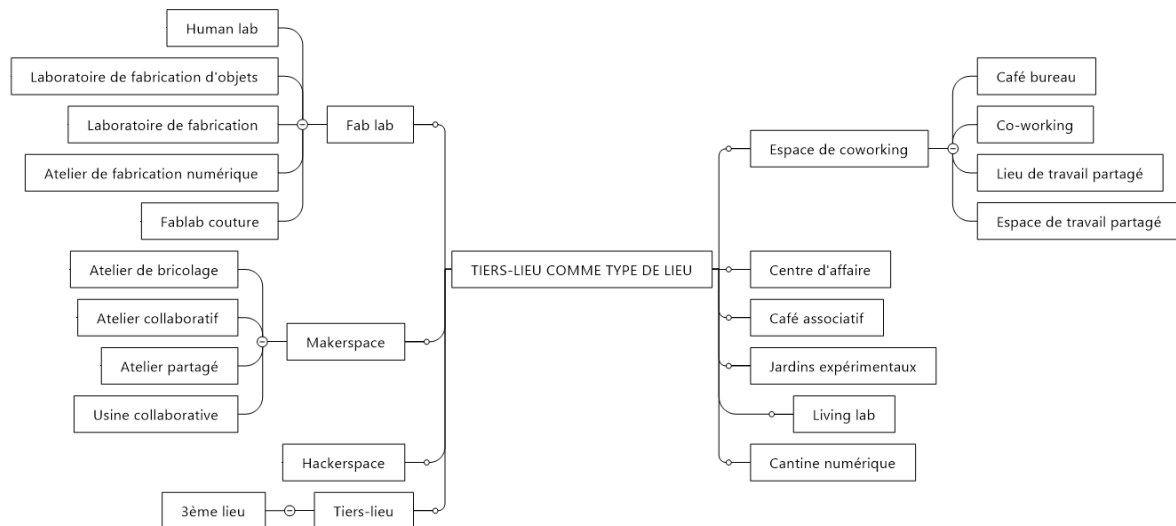 Human lab
Laboratoire de fabrication d'objets
Laboratoire de fabrication
Atelier de fabrication numérique
Fablab couture
Fab lab
Atelier de bricolage
Atelier collaboratif
Atelier partagé
Usine collaborative
Makerspace
Hackerspace
3ème lieu
Tiers-lieu
TIERS-LIEU COMME TYPE DE LIEU
Espace de coworking
Café bureau
Co-working
Lieu de travail partagé
Espace de travail partagé
Centre d'affaire
Café associatif
Jardins expérimentaux
Living lab
Cantine numérique